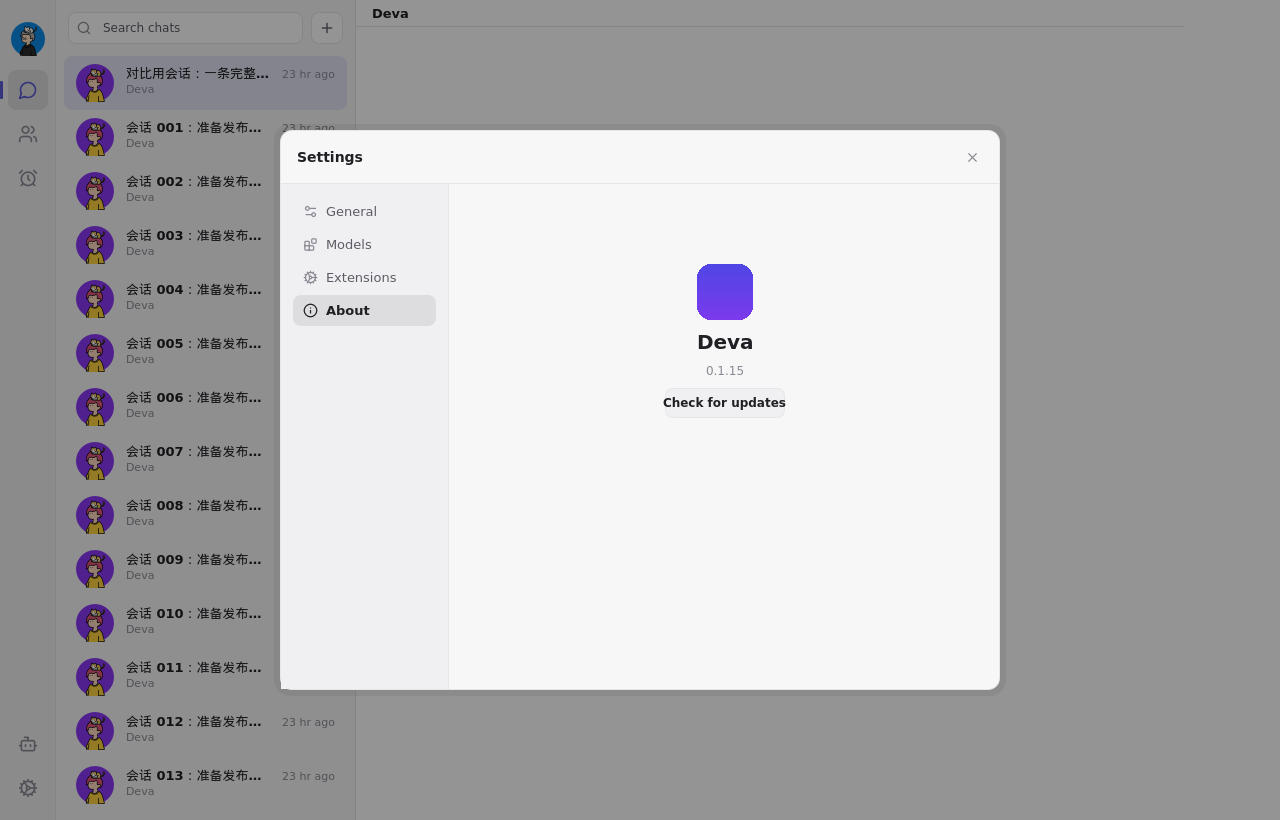 Search chats
Deva
对比用会话：一条完整...
23 hr ago
Deva
会话 001：准备发布...
23 hr ago
Deva
会话 002：准备发布...
Deva
会话 003：准备发布...
Deva
会话 004：准备发布...
Deva
会话 005：准备发布...
Deva
会话 006：准备发布...
Deva
会话 007：准备发布...
Deva
会话 008：准备发布...
Deva
会话 009：准备发布...
Deva
会话 010：准备发布...
Deva
会话 011：准备发布...
Deva
会话 012：准备发布...
23 hr ago
Deva
会话 013：准备发布...
23 hr ago
Deva
Settings
General
Models
Extensions
About
Deva
0.1.15
Check for updates